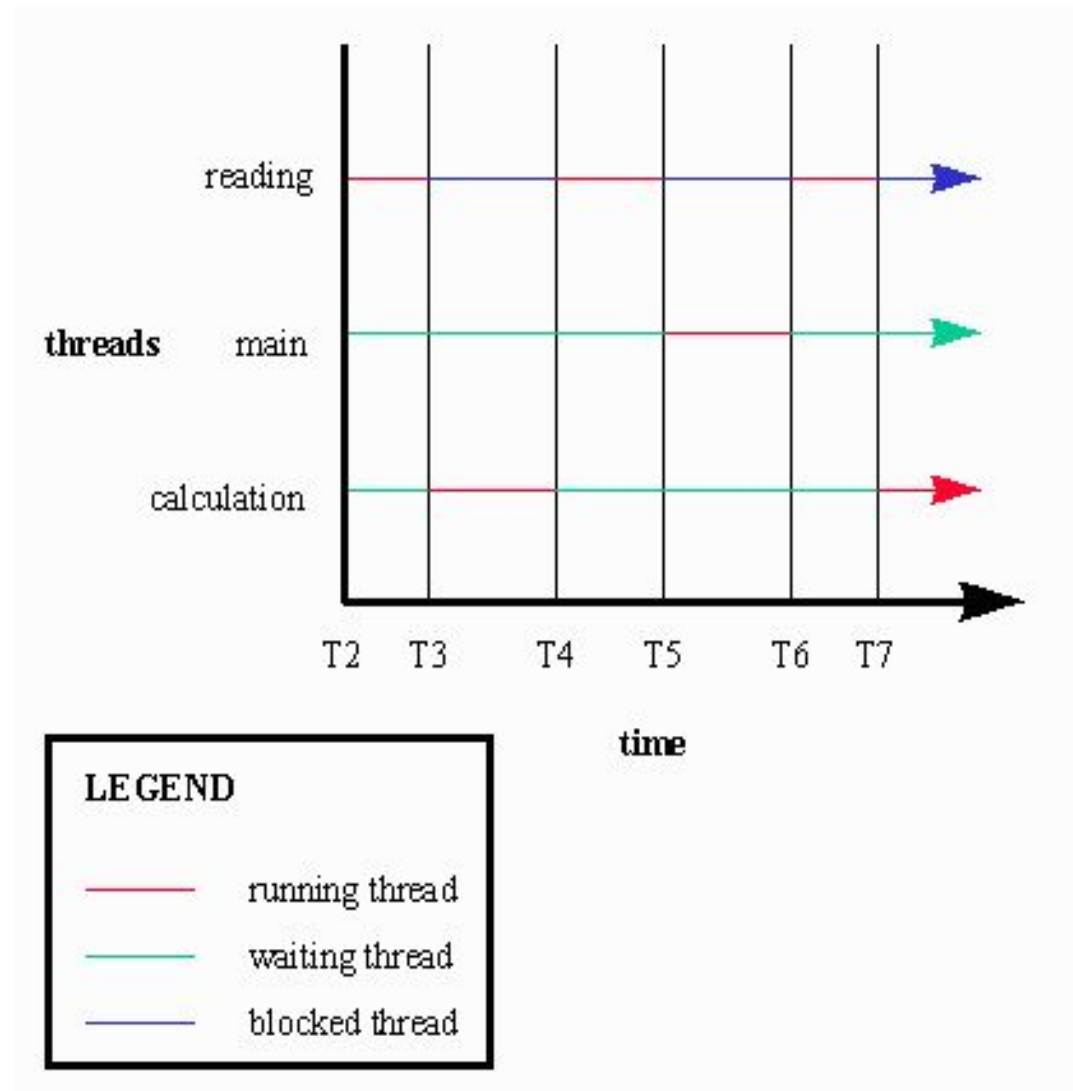 reading
threads main
calculation
T2 T3 T4 T5 T6 T7
time
LEGEND
running thread
waiting thread
blocked thread